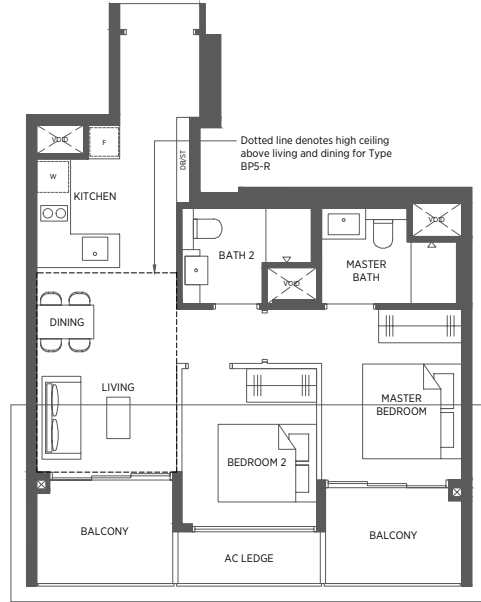 VOID
F
W
KITCHEN
DB/ST
Dotted line denotes high ceiling
above living and dining for Type
BP5-R
BATH 2
VOID
MASTER
BATH
VOID
DINING
LIVING
MASTER
BEDROOM
BEDROOM 2
BALCONY
AC LEDGE
BALCONY